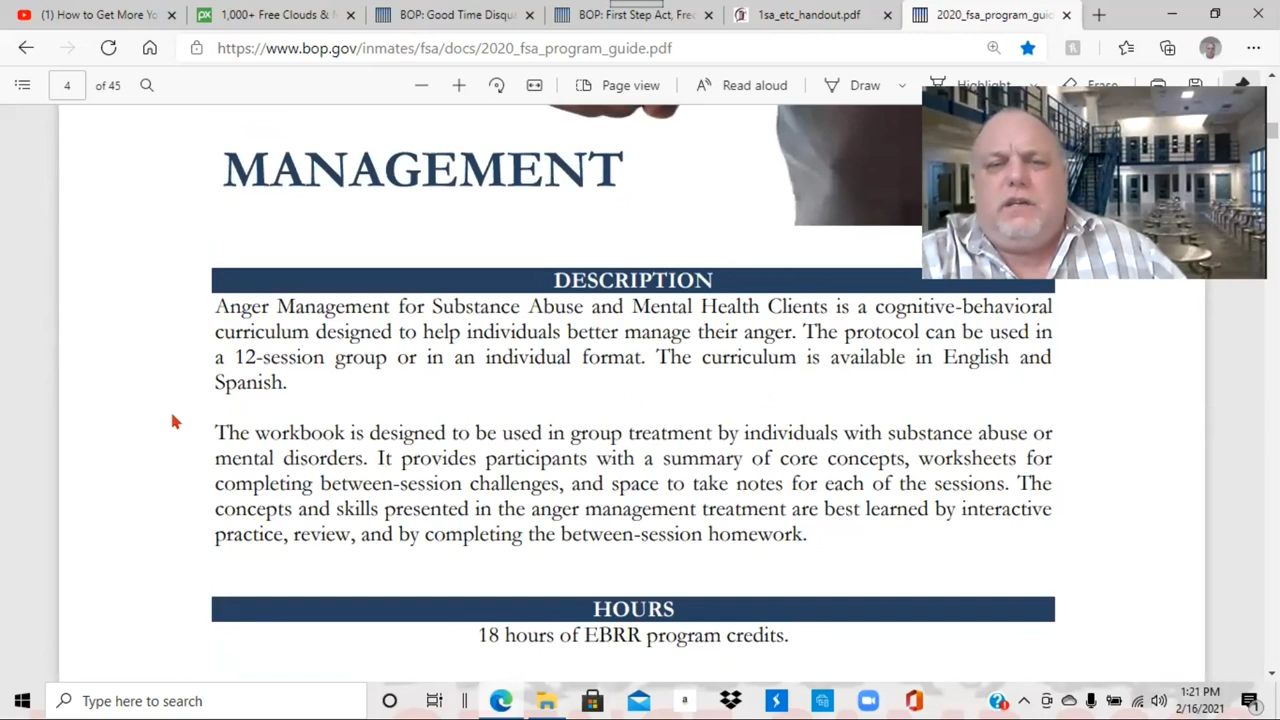 (1) How to Get More Yo
1,000+ Free Clouds &
BOP: Good Time Disqu
BOP: First Step Act, Fre
1sa_etc_handout.pdf
2020_fsa_program_guid
https://www.bop.gov/inmates/fsa/docs/2020_fsa_program_guide.pdf
4 of 45
Page view
Read aloud
Draw
Highlight
Erase
MANAGEMENT
DESCRIPTION
Anger Management for Substance Abuse and Mental Health Clients is a cognitive-behavioral
curriculum designed to help individuals better manage their anger. The protocol can be used in
a 12-session group or in an individual format. The curriculum is available in English and
Spanish.
The workbook is designed to be used in group treatment by individuals with substance abuse or
mental disorders. It provides participants with a summary of core concepts, worksheets for
completing between-session challenges, and space to take notes for each of the sessions. The
concepts and skills presented in the anger management treatment are best learned by interactive
practice, review, and by completing the between-session homework.
HOURS
18 hours of EBRR program credits.
Type here to search
1:21 PM
2/16/2021